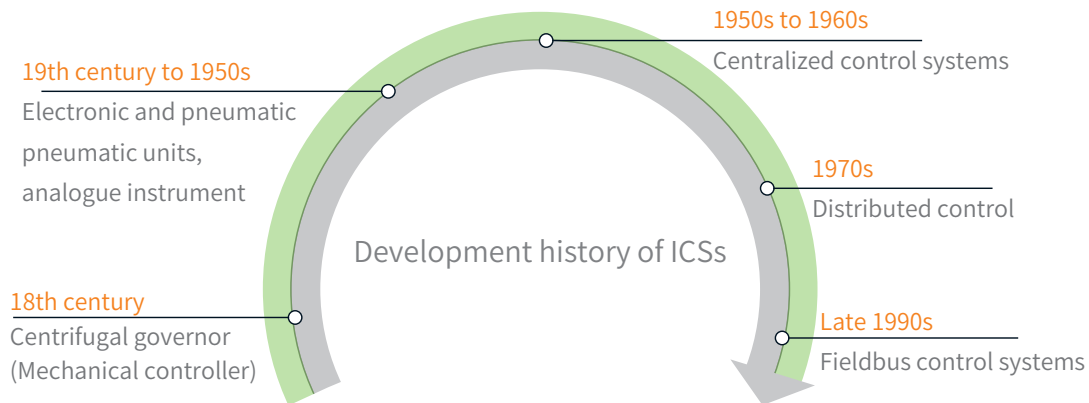 18th century
Centrifugal governor
(Mechanical controller)
19th century to 1950s
Electronic and pneumatic
pneumatic units,
analogue instrument
1950s to 1960s
Centralized control systems
1970s
Distributed control
Late 1990s
Fieldbus control systems
Development history of ICSs